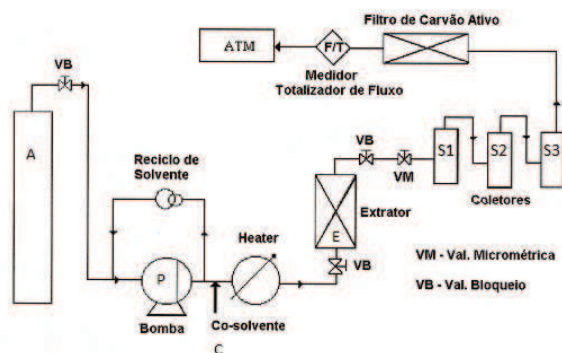 Filtro de Carvão Ativo
ATM
F/T
Medidor
Totalizador de Fluxo
VB
A
Reciclo de
Solvente
P
Bomba
Heater
Co-solvente
C
VB
VM
Extrator
E
VB
S1
S2
S3
Coletores
VM - Val. Micrométrica
VB - Val. Bloqueio